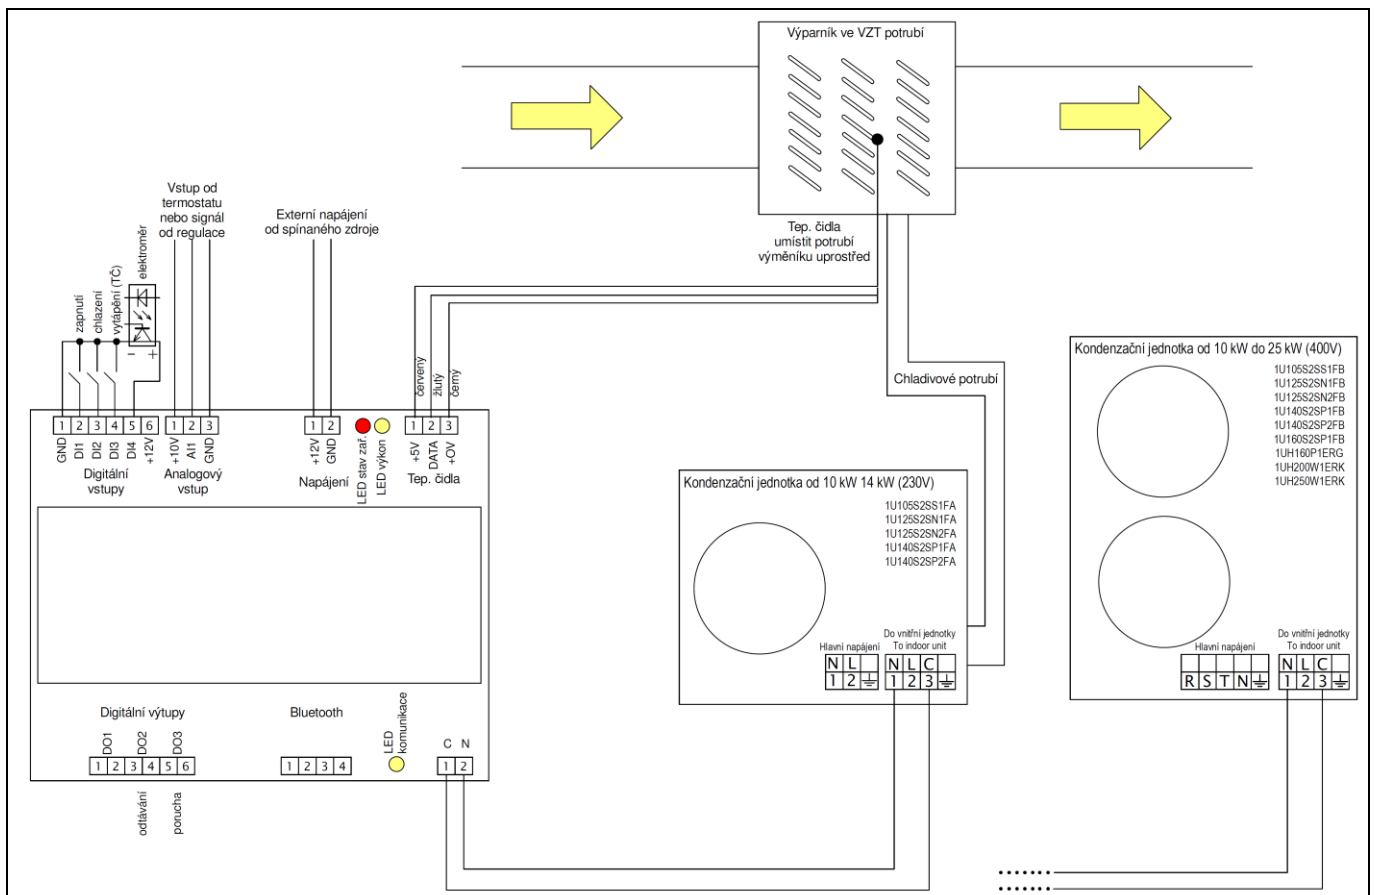 Výparník ve VZT potrubí
Vstup od
termostatu
nebo signál
od regulace
Externí napájení
od spínaného zdroje
Tep. čidla
umístit potrubí
výměníku uprostřed
zapnutí
chlazení
vytápění (TČ)
elektroměr
− +
červený
žlutý
černý
Chladivové potrubí
1 2 3 4 5 6
GND
DI1
DI2
DI3
DI4
+12V
Digitální
vstupy
1 2 3
+10V
AI1
GND
Analogový
vstup
1 2
+12V
GND
Napájení
LED stav zař.
LED výkon
1 2 3
+5V
DATA
+OV
Tep. čidla
Kondenzační jednotka od 10 kW 14 kW (230V)
1U105S2SS1FA
1U125S2SN1FA
1U125S2SN2FA
1U140S2SP1FA
1U140S2SP2FA
Hlavní napájení
N L
1 2
Do vnitřní jednotky
To indoor unit
N L C
1 2 3
Kondenzační jednotka od 10 kW do 25 kW (400V)
1U105S2SS1FB
1U125S2SN1FB
1U125S2SN2FB
1U140S2SP1FB
1U140S2SP2FB
1U160S2SP1FB
1UH160P1ERG
1UH200W1ERK
1UH250W1ERK
Hlavní napájení
R S T N
Do vnitřní jednotky
To indoor unit
N L C
1 2 3
Digitální výtupy
DO1
DO2
DO3
1 2 3 4 5 6
odtávání
porucha
Bluetooth
1 2 3 4
LED
komunikace
C N
1 2